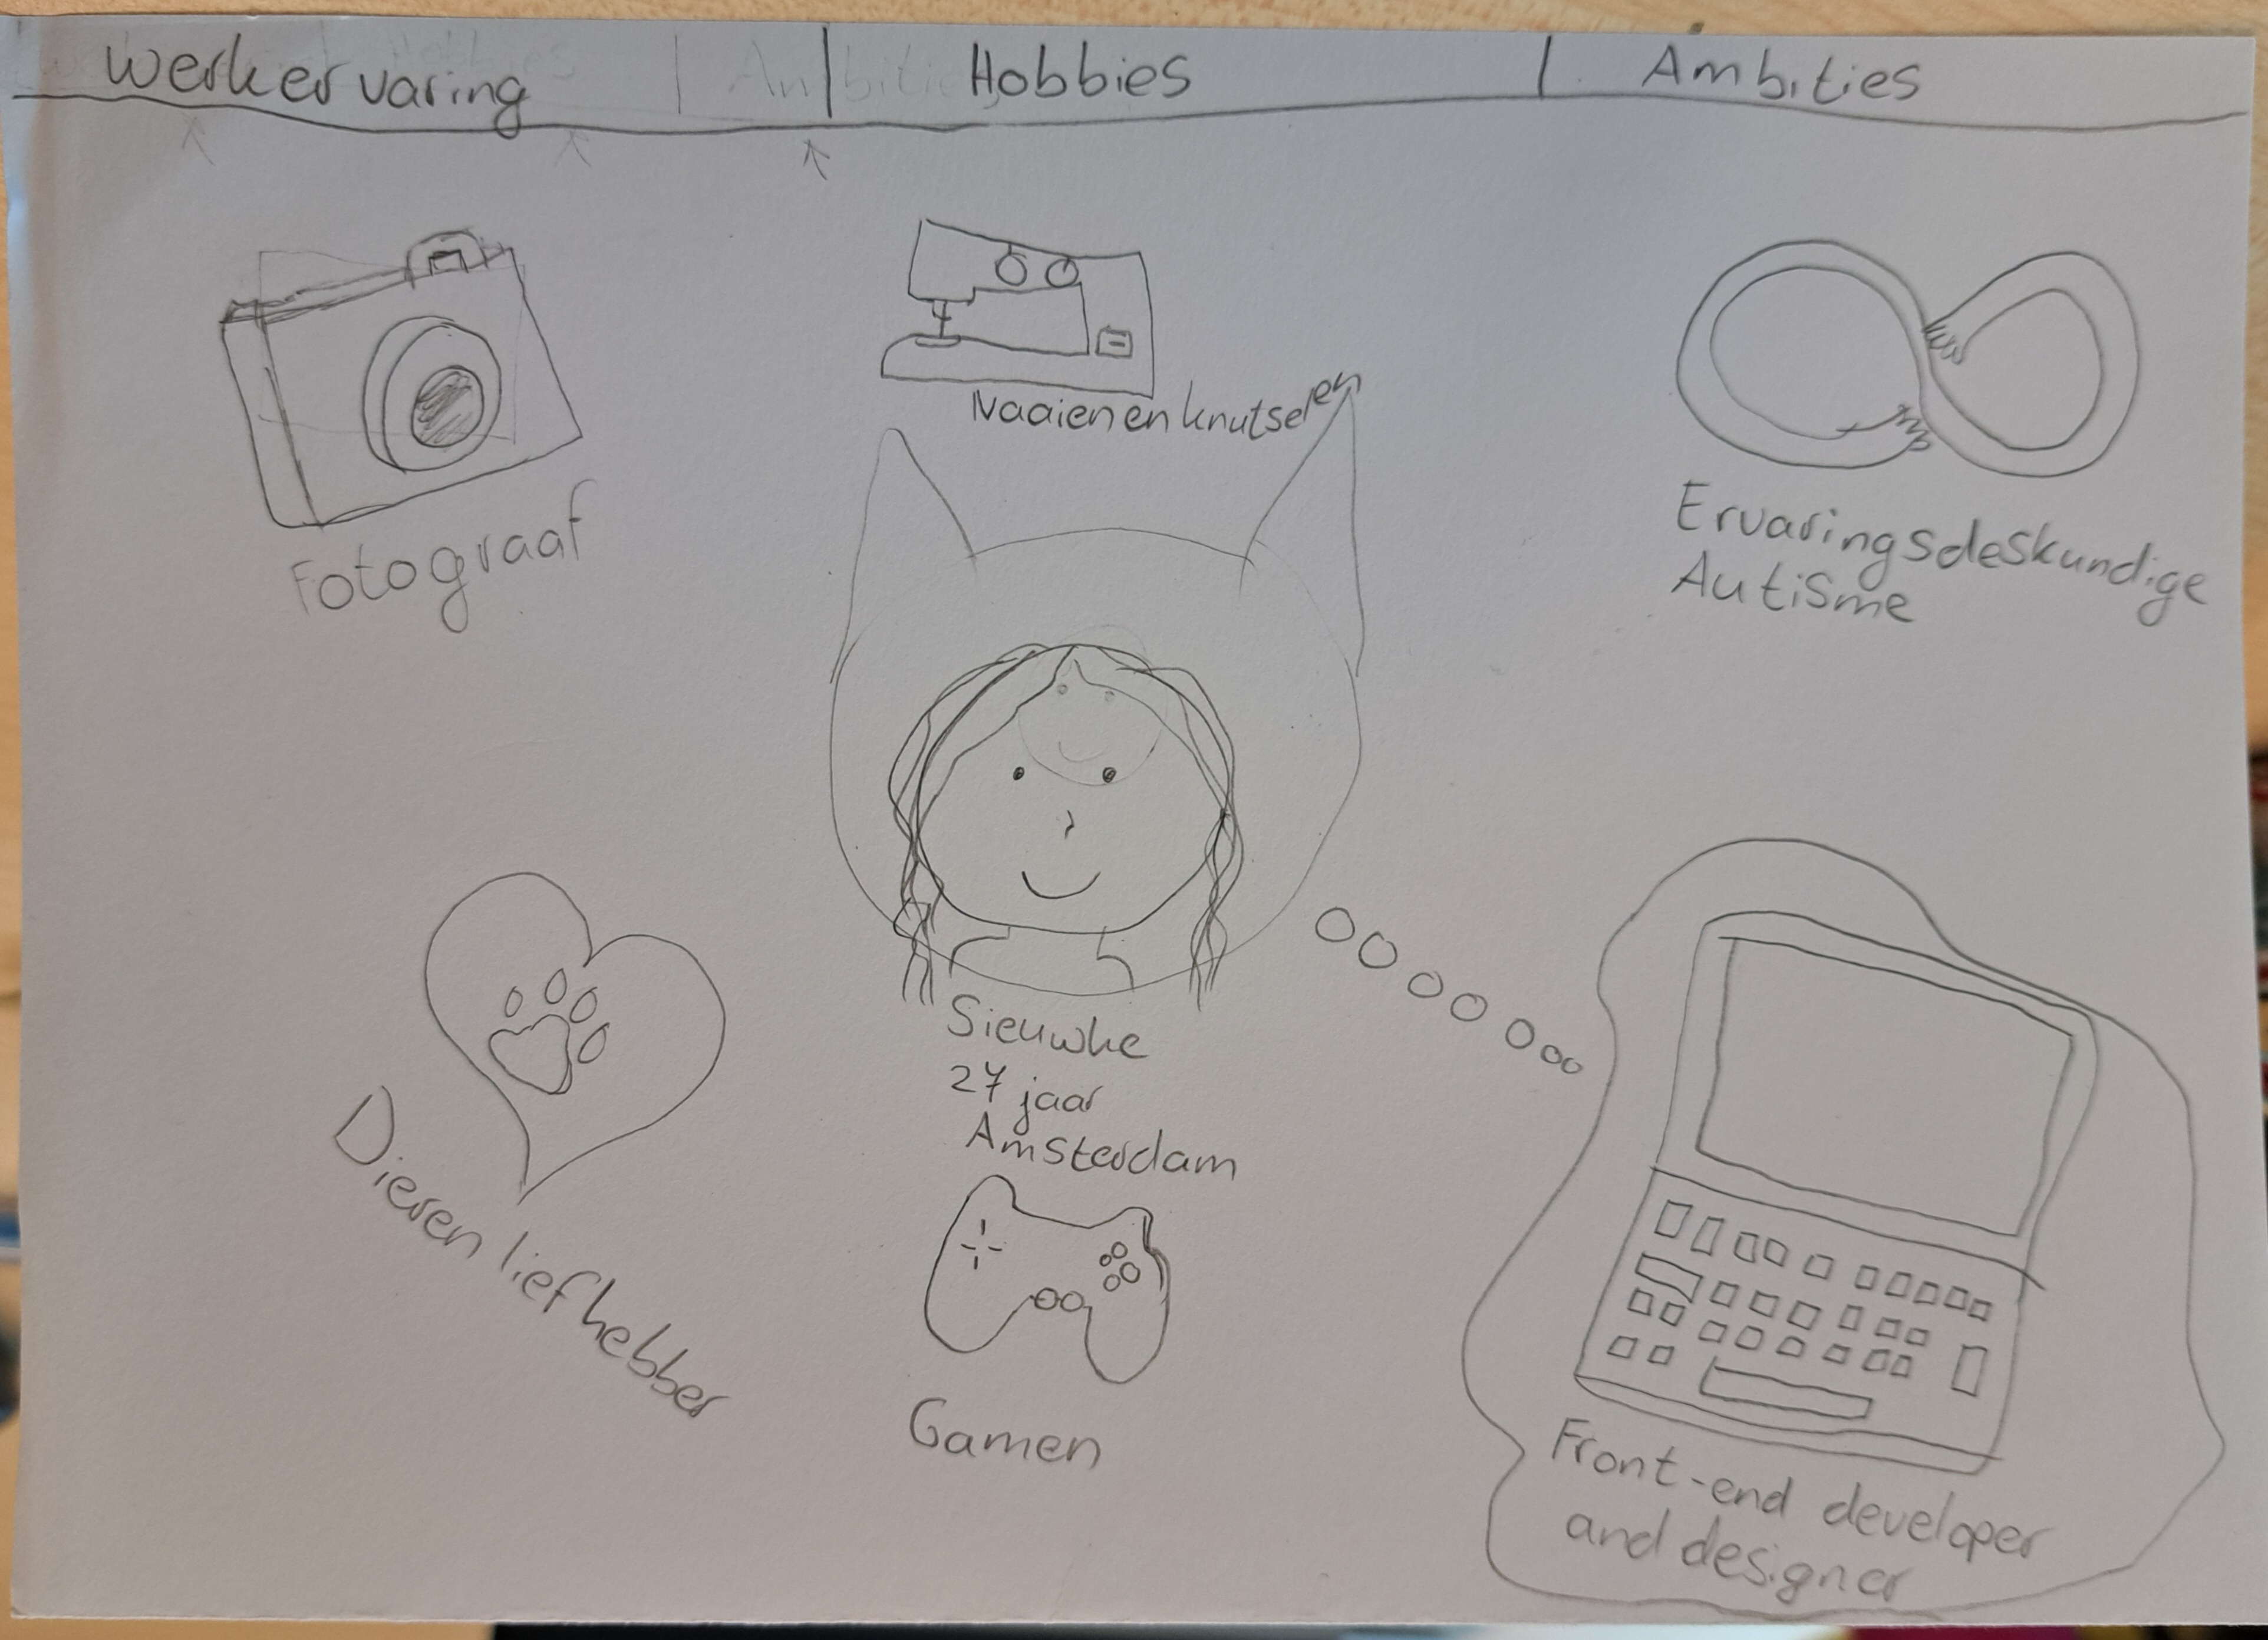 Werkervaring
Hobbies
Ambities
Fotograaf
Naaien en knutselen
Ervaringsdeskundige
Autisme
Dieren liefhebber
Sieuwke
27 jaar
Amsterdam
Gamen
Front-end developer
and designer